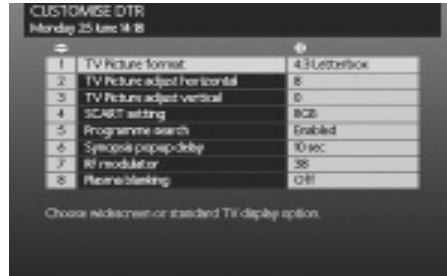 CUSTOMISE DTR
Monday 25 June 14:18
1 TV Picture format 4:3 Letterbox
2 TV Picture adjust horizontal 8
3 TV Picture adjust vertical 0
4 SCART setting RGB
5 Programme search Enabled
6 Synopsis popup delay 10 sec
7 Rf modulator 38
8 Plasma blanking Off
Choose widescreen or standard TV display option.